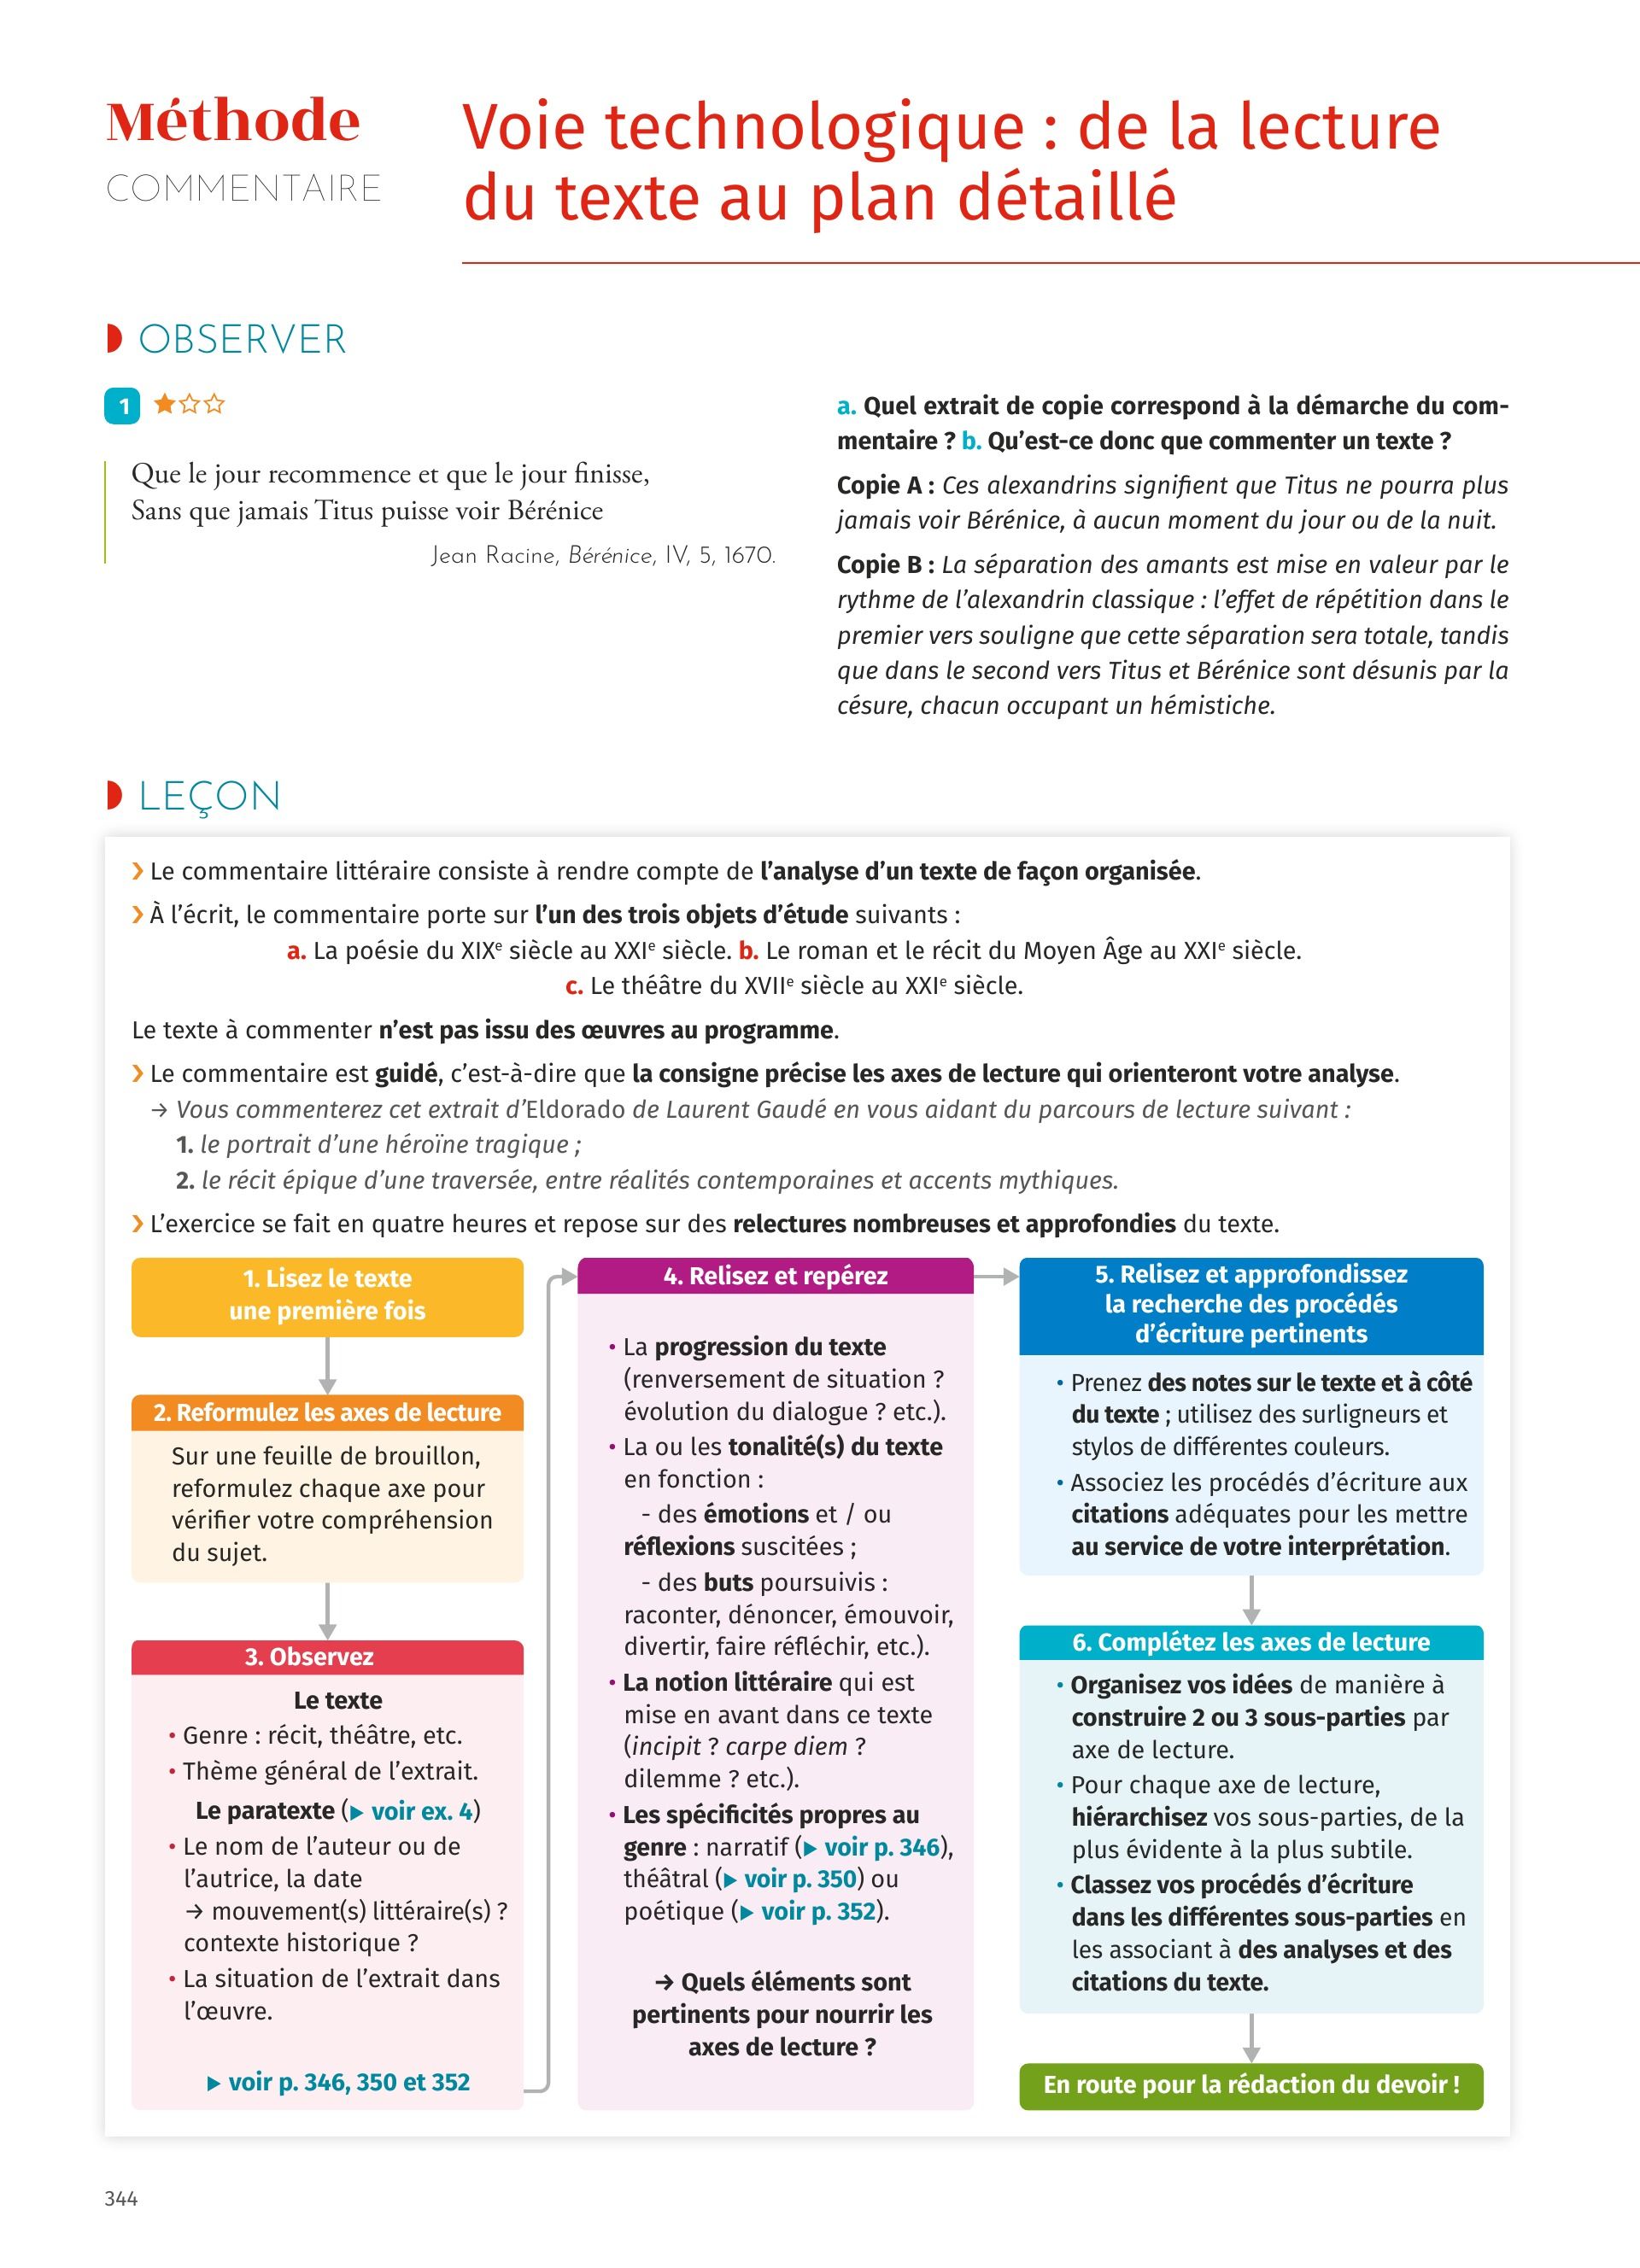 Méthode
COMMENTAIRE
Voie technologique : de la lecture
du texte au plan détaillé
OBSERVER
1
Que le jour recommence et que le jour finisse,
Sans que jamais Titus puisse voir Bérénice
Jean Racine, Bérénice, IV, 5, 1670.
a. Quel extrait de copie correspond à la démarche du com-
mentaire ? b. Qu’est-ce donc que commenter un texte ?
Copie A : Ces alexandrins signifient que Titus ne pourra plus
jamais voir Bérénice, à aucun moment du jour ou de la nuit.
Copie B : La séparation des amants est mise en valeur par le
rythme de l’alexandrin classique : l’effet de répétition dans le
premier vers souligne que cette séparation sera totale, tandis
que dans le second vers Titus et Bérénice sont désunis par la
césure, chacun occupant un hémistiche.
LEÇON
› Le commentaire littéraire consiste à rendre compte de l’analyse d’un texte de façon organisée.
› À l’écrit, le commentaire porte sur l’un des trois objets d’étude suivants :
a. La poésie du XIXe siècle au XXIe siècle. b. Le roman et le récit du Moyen Âge au XXIe siècle.
c. Le théâtre du XVIIe siècle au XXIe siècle.
Le texte à commenter n’est pas issu des œuvres au programme.
› Le commentaire est guidé, c’est-à-dire que la consigne précise les axes de lecture qui orienteront votre analyse.
→ Vous commenterez cet extrait d’Eldorado de Laurent Gaudé en vous aidant du parcours de lecture suivant :
1. le portrait d’une héroïne tragique ;
2. le récit épique d’une traversée, entre réalités contemporaines et accents mythiques.
› L’exercice se fait en quatre heures et repose sur des relectures nombreuses et approfondies du texte.
1. Lisez le texte
une première fois
2. Reformulez les axes de lecture
Sur une feuille de brouillon,
reformulez chaque axe pour
vérifier votre compréhension
du sujet.
3. Observez
Le texte
• Genre : récit, théâtre, etc.
• Thème général de l’extrait.
Le paratexte (▶ voir ex. 4)
• Le nom de l’auteur ou de
l’autrice, la date
→ mouvement(s) littéraire(s) ?
contexte historique ?
• La situation de l’extrait dans
l’œuvre.
▶ voir p. 346, 350 et 352
4. Relisez et repérez
• La progression du texte
(renversement de situation ?
évolution du dialogue ? etc.).
• La ou les tonalité(s) du texte
en fonction :
- des émotions et / ou
réflexions suscitées ;
- des buts poursuivis :
raconter, dénoncer, émouvoir,
divertir, faire réfléchir, etc.).
• La notion littéraire qui est
mise en avant dans ce texte
(incipit ? carpe diem ?
dilemme ? etc.).
• Les spécificités propres au
genre : narratif (▶ voir p. 346),
théâtral (▶ voir p. 350) ou
poétique (▶ voir p. 352).
→ Quels éléments sont
pertinents pour nourrir les
axes de lecture ?
5. Relisez et approfondissez
la recherche des procédés
d’écriture pertinents
• Prenez des notes sur le texte et à côté
du texte ; utilisez des surligneurs et
stylos de différentes couleurs.
• Associez les procédés d’écriture aux
citations adéquates pour les mettre
au service de votre interprétation.
6. Complétez les axes de lecture
• Organisez vos idées de manière à
construire 2 ou 3 sous-parties par
axe de lecture.
• Pour chaque axe de lecture,
hiérarchisez vos sous-parties, de la
plus évidente à la plus subtile.
• Classez vos procédés d’écriture
dans les différentes sous-parties en
les associant à des analyses et des
citations du texte.
En route pour la rédaction du devoir !
344